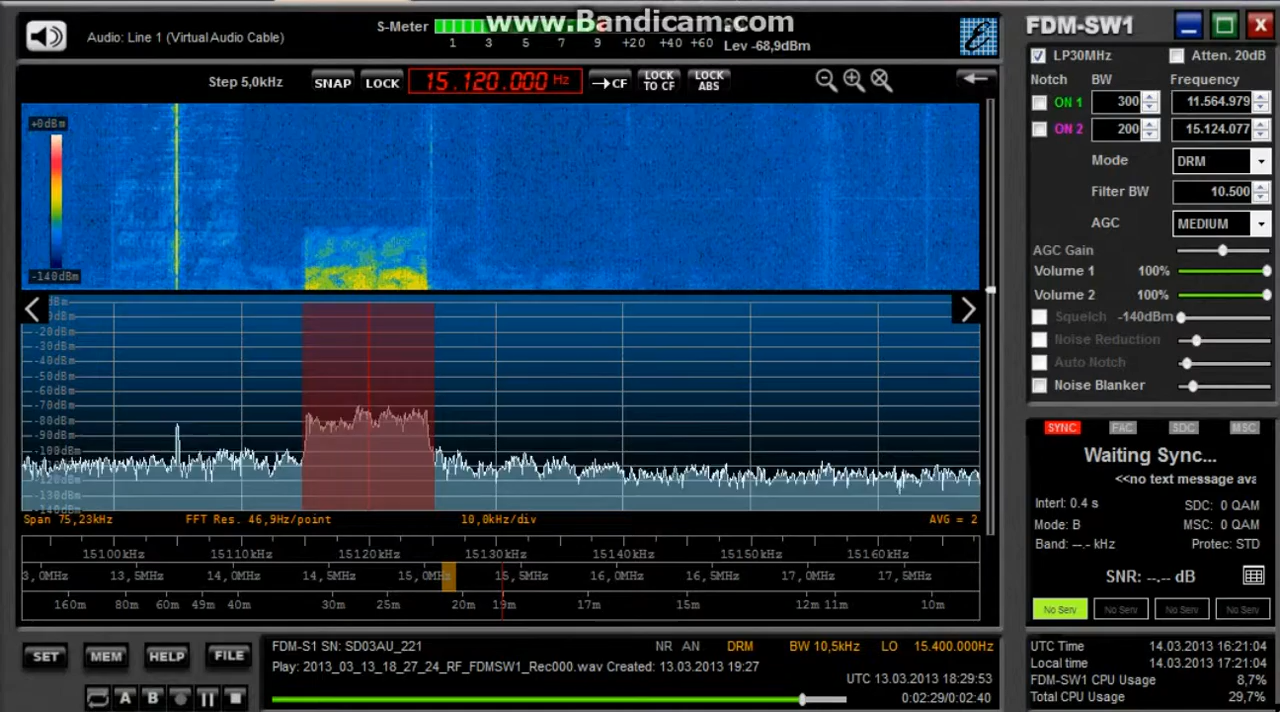 www.Bandicam.com
S-Meter
1 3 5 7 9 +20 +40 +60 Lev -68,9dBm
Audio: Line 1 (Virtual Audio Cable)
Step 5,0kHz SNAP LOCK 15.120.000 Hz →CF LOCK TO CF LOCK ABS
+0dBm
-140dBm
-20dBm
-30dBm
-40dBm
-50dBm
-60dBm
-70dBm
-80dBm
-90dBm
-100dBm
-120dBm
-130dBm
Span 75,23kHz FFT Res. 46,9Hz/point 10,0kHz/div AVG = 2
15100kHz 15110kHz 15120kHz 15130kHz 15140kHz 15150kHz 15160kHz
3,0MHz 13,5MHz 14,0MHz 14,5MHz 15,0MHz 15,5MHz 16,0MHz 16,5MHz 17,0MHz 17,5MHz
160m 80m 60m 49m 40m 30m 25m 20m 19m 17m 15m 12m 11m 10m
SET MEM HELP FILE
A B
FDM-S1 SN: SD03AU_221 NR AN DRM BW 10,5kHz LO 15.400.000Hz
Play: 2013_03_13_18_27_24_RF_FDMSW1_Rec000.wav Created: 13.03.2013 19:27
UTC 13.03.2013 18:29:53
0:02:29/0:02:40
FDM-SW1
LP30MHz Atten. 20dB
Notch BW Frequency
ON 1 300 11.564.979
ON 2 200 15.124.077
Mode DRM
Filter BW 10.500
AGC MEDIUM
AGC Gain
Volume 1 100%
Volume 2 100%
Squelch -140dBm
Noise Reduction
Auto Notch
Noise Blanker
SYNC FAC SDC MSC
Waiting Sync...
<<no text message ava
Interl: 0.4 s SDC: 0 QAM
Mode: B MSC: 0 QAM
Band: --.- kHz Protec: STD
SNR: --.-- dB
No Serv No Serv No Serv No Serv
UTC Time 14.03.2013 16:21:04
Local time 14.03.2013 17:21:04
FDM-SW1 CPU Usage 8,7%
Total CPU Usage 29,7%